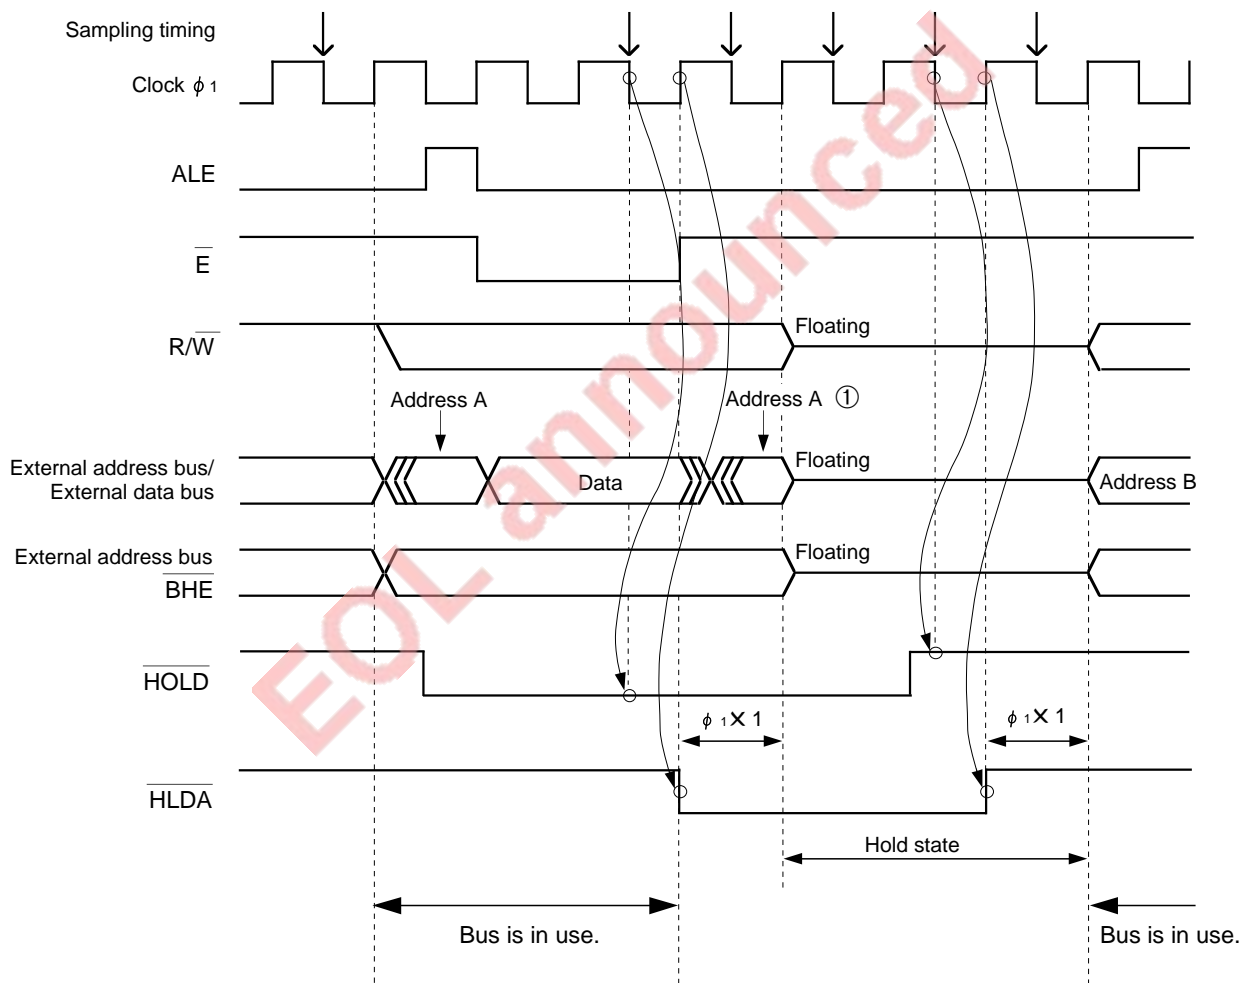 Sampling timing
Clock ϕ 1
ALE
E
R/W
Floating
Address A
Address A ①
External address bus/
External data bus
Data
Floating
Address B
External address bus
BHE
Floating
HOLD
ϕ 1 X 1
ϕ 1 X 1
HLDA
Hold state
Bus is in use.
Bus is in use.
EOL announced